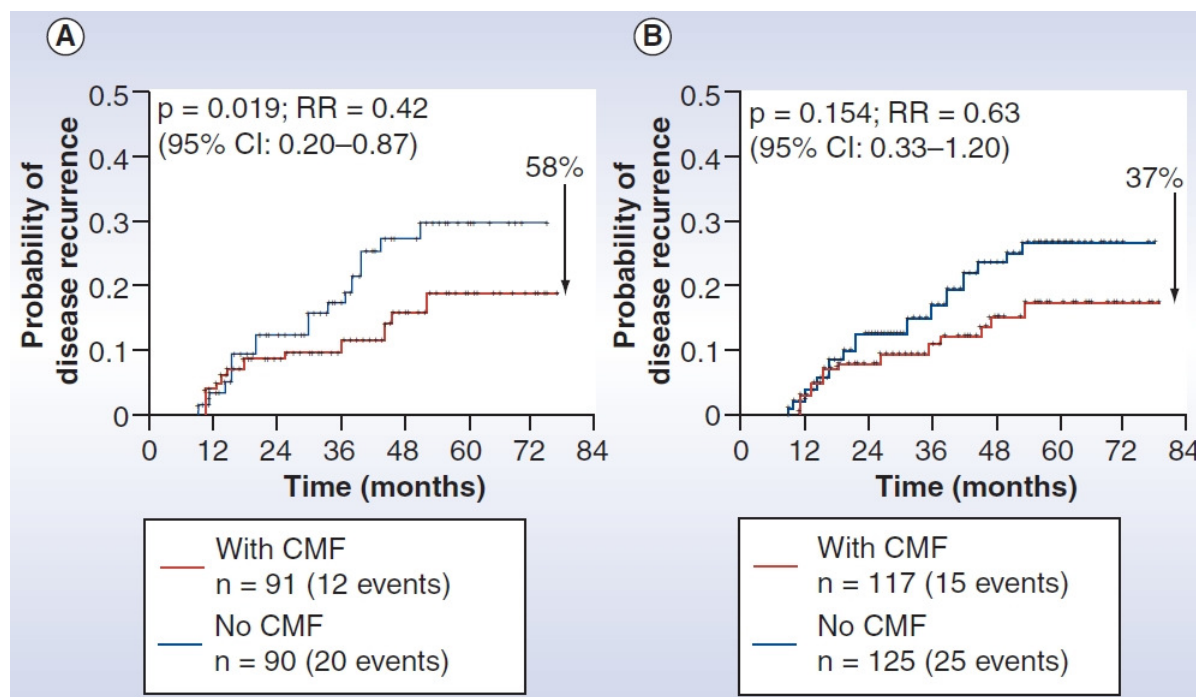 A
p = 0.019; RR = 0.42
(95% CI: 0.20–0.87)
58%
Probability of
disease recurrence
0.5
0.4
0.3
0.2
0.1
0
0 12 24 36 48 60 72 84
Time (months)
With CMF
n = 91 (12 events)
No CMF
n = 90 (20 events)
B
p = 0.154; RR = 0.63
(95% CI: 0.33–1.20)
37%
Probability of
disease recurrence
0.5
0.4
0.3
0.2
0.1
0
0 12 24 36 48 60 72 84
Time (months)
With CMF
n = 117 (15 events)
No CMF
n = 125 (25 events)